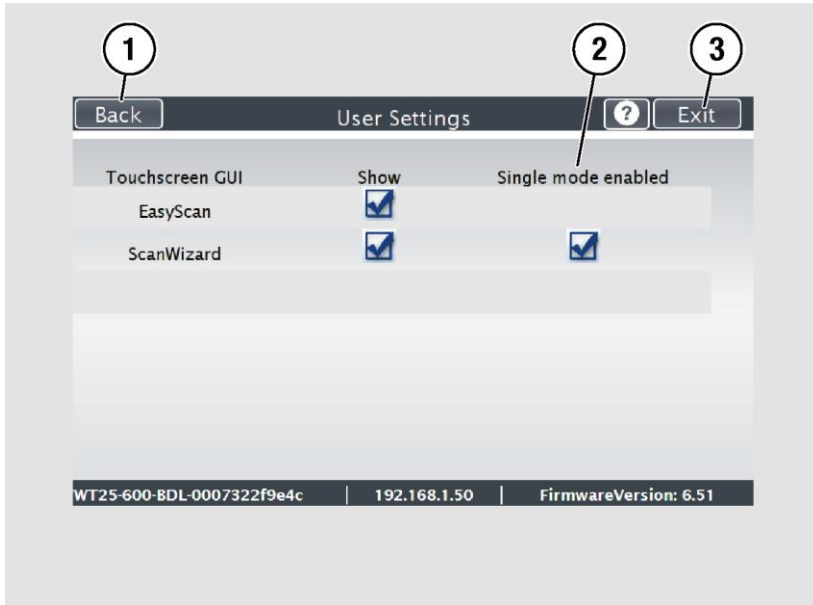 1 2 3
Back User Settings ? Exit
Touchscreen GUI Show Single mode enabled
EasyScan
ScanWizard
WT25-600-BDL-0007322f9e4c | 192.168.1.50 | FirmwareVersion: 6.51